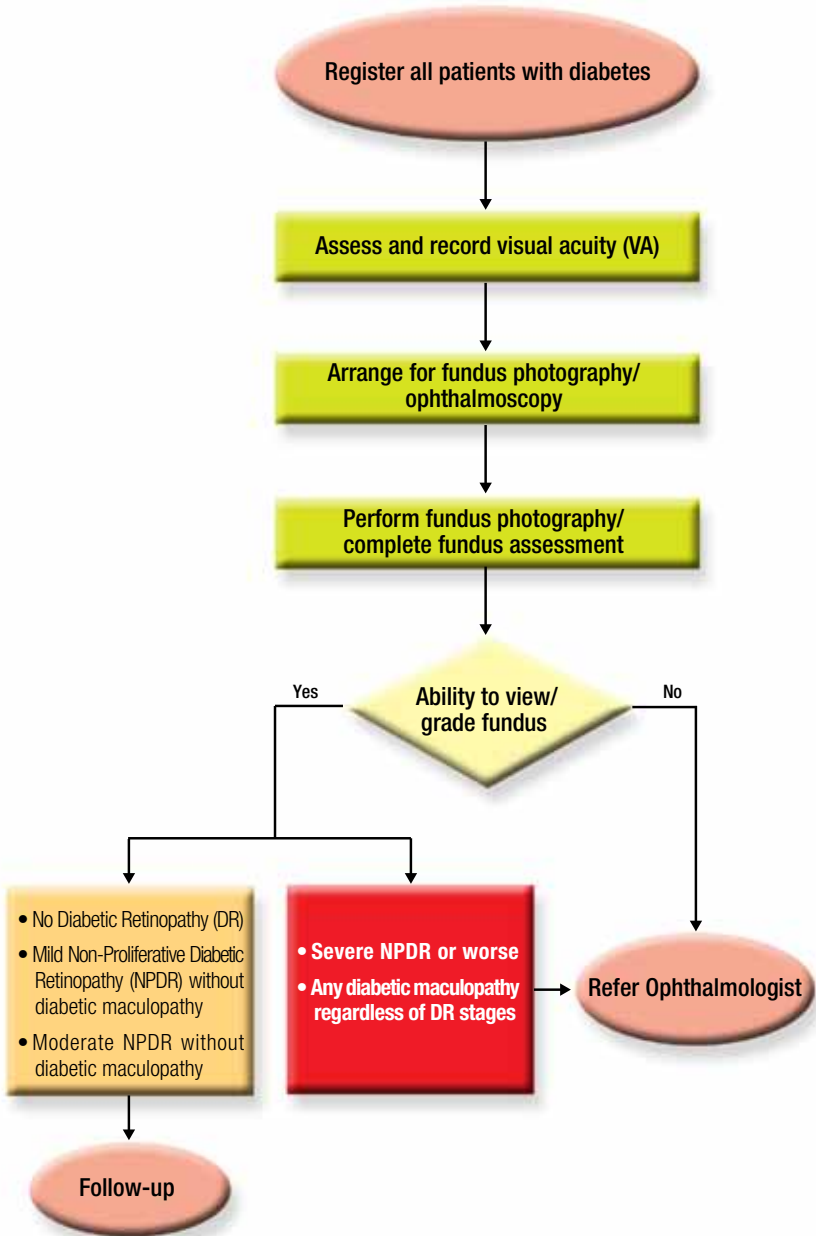 Register all patients with diabetes
Assess and record visual acuity (VA)
Arrange for fundus photography/
ophthalmoscopy
Perform fundus photography/
complete fundus assessment
Yes
Ability to view/
grade fundus
No
• No Diabetic Retinopathy (DR)
• Mild Non-Proliferative Diabetic
Retinopathy (NPDR) without
diabetic maculopathy
• Moderate NPDR without
diabetic maculopathy
• Severe NPDR or worse
• Any diabetic maculopathy
regardless of DR stages
Refer Ophthalmologist
Follow-up